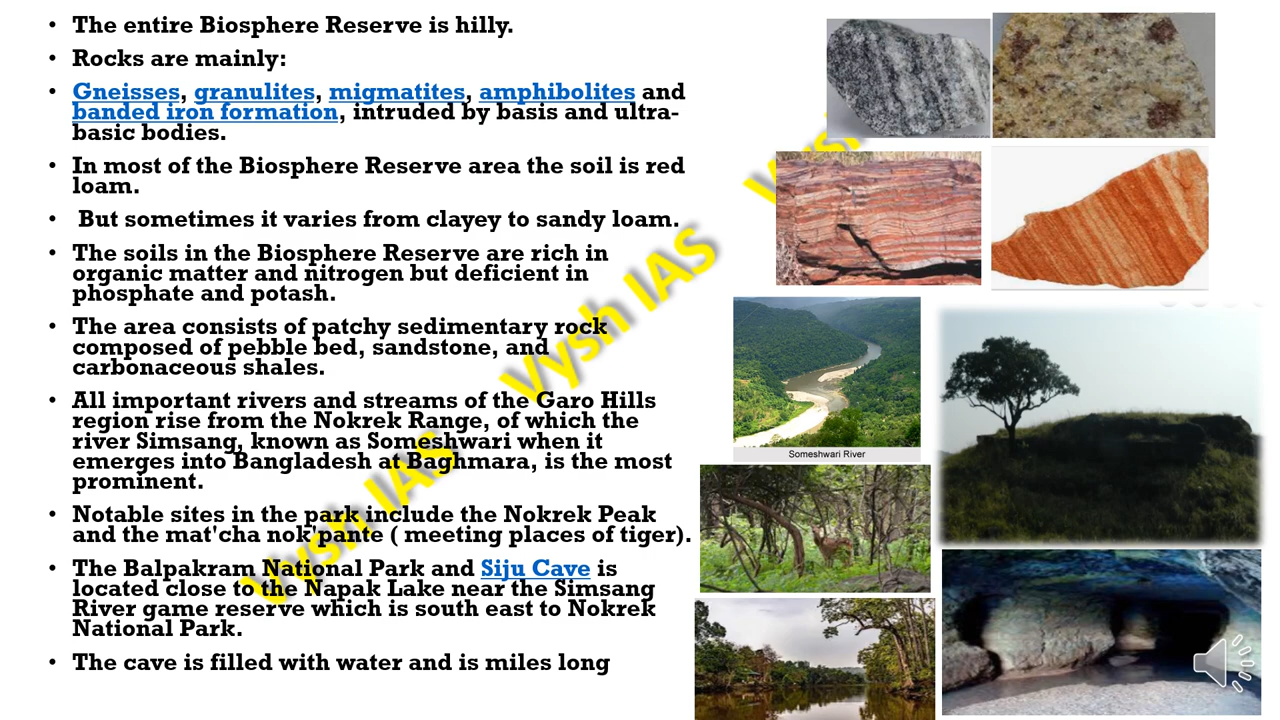 • The entire Biosphere Reserve is hilly.
• Rocks are mainly:
• Gneisses, granulites, migmatites, amphibolites and
banded iron formation, intruded by basis and ultra-
basic bodies.
• In most of the Biosphere Reserve area the soil is red
loam.
• But sometimes it varies from clayey to sandy loam.
• The soils in the Biosphere Reserve are rich in
organic matter and nitrogen but deficient in
phosphate and potash.
• The area consists of patchy sedimentary rock
composed of pebble bed, sandstone, and
carbonaceous shales.
• All important rivers and streams of the Garo Hills
region rise from the Nokrek Range, of which the
river Simsang, known as Someshwari when it
emerges into Bangladesh at Baghmara, is the most
prominent.
• Notable sites in the park include the Nokrek Peak
and the mat'cha nok'pante ( meeting places of tiger).
• The Balpakram National Park and Siju Cave is
located close to the Napak Lake near the Simsang
River game reserve which is south east to Nokrek
National Park.
• The cave is filled with water and is miles long
Someshwari River
Vysh IAS
Vysh IAS